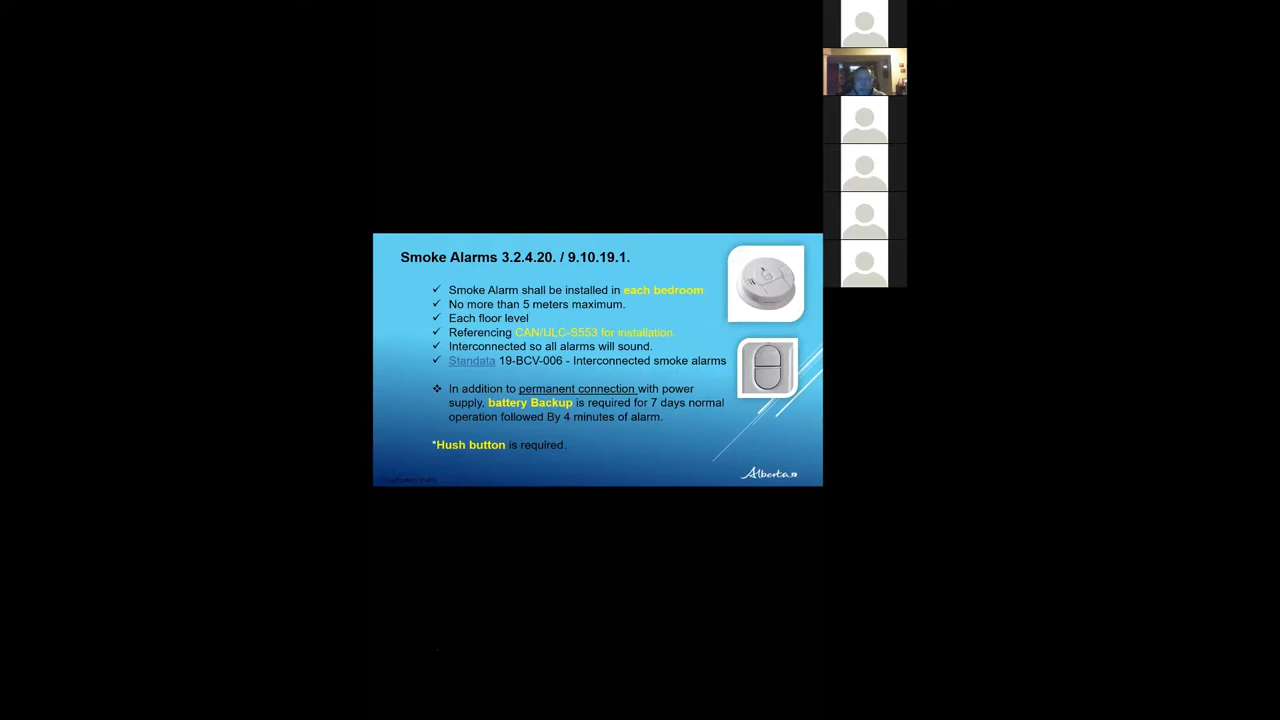 Smoke Alarms 3.2.4.20. / 9.10.19.1.
✓ Smoke Alarm shall be installed in each bedroom
✓ No more than 5 meters maximum.
✓ Each floor level
✓ Referencing CAN/ULC-S553 for installation.
✓ Interconnected so all alarms will sound.
✓ Standata 19-BCV-006 - Interconnected smoke alarms
❖ In addition to permanent connection with power
supply, battery Backup is required for 7 days normal
operation followed By 4 minutes of alarm.
*Hush button is required.
Alberta